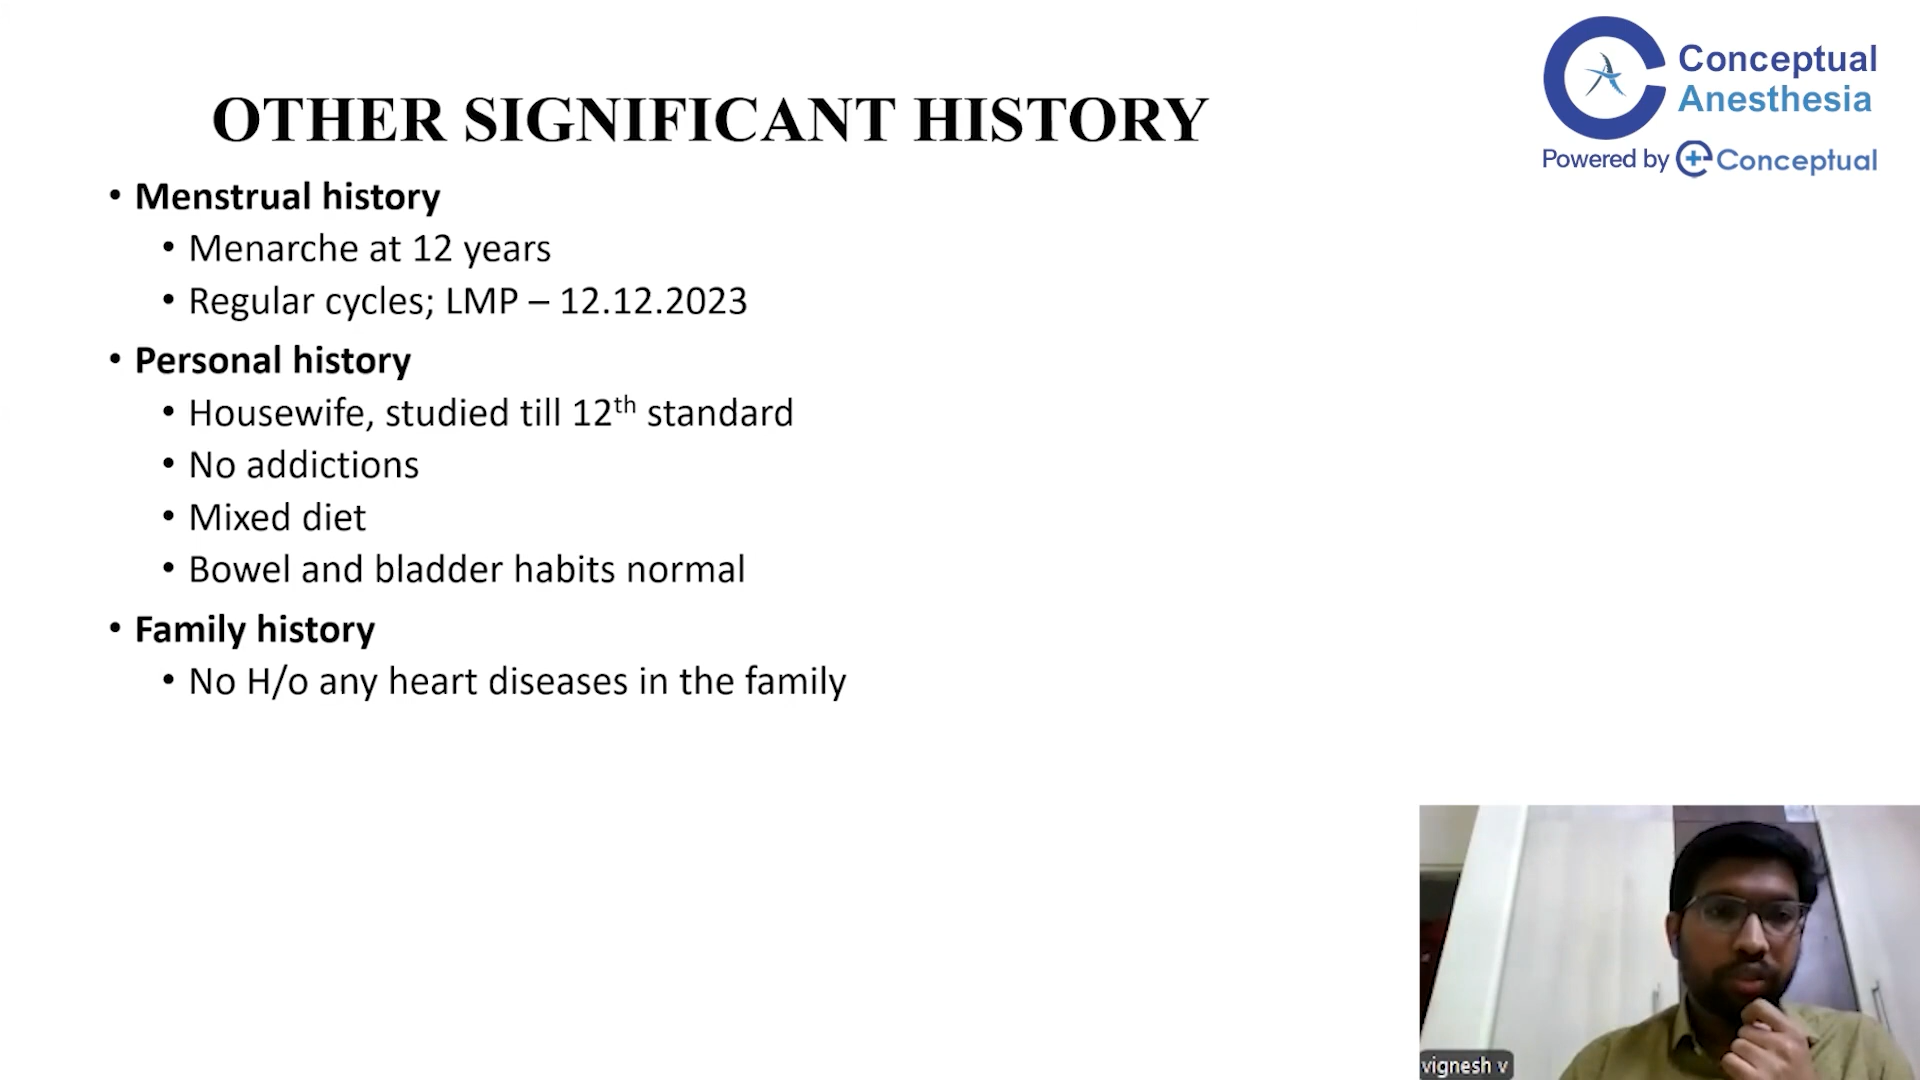 Conceptual
Anesthesia
Powered by Conceptual
OTHER SIGNIFICANT HISTORY
• Menstrual history
• Menarche at 12 years
• Regular cycles; LMP – 12.12.2023
• Personal history
• Housewife, studied till 12th standard
• No addictions
• Mixed diet
• Bowel and bladder habits normal
• Family history
• No H/o any heart diseases in the family
vignesh v